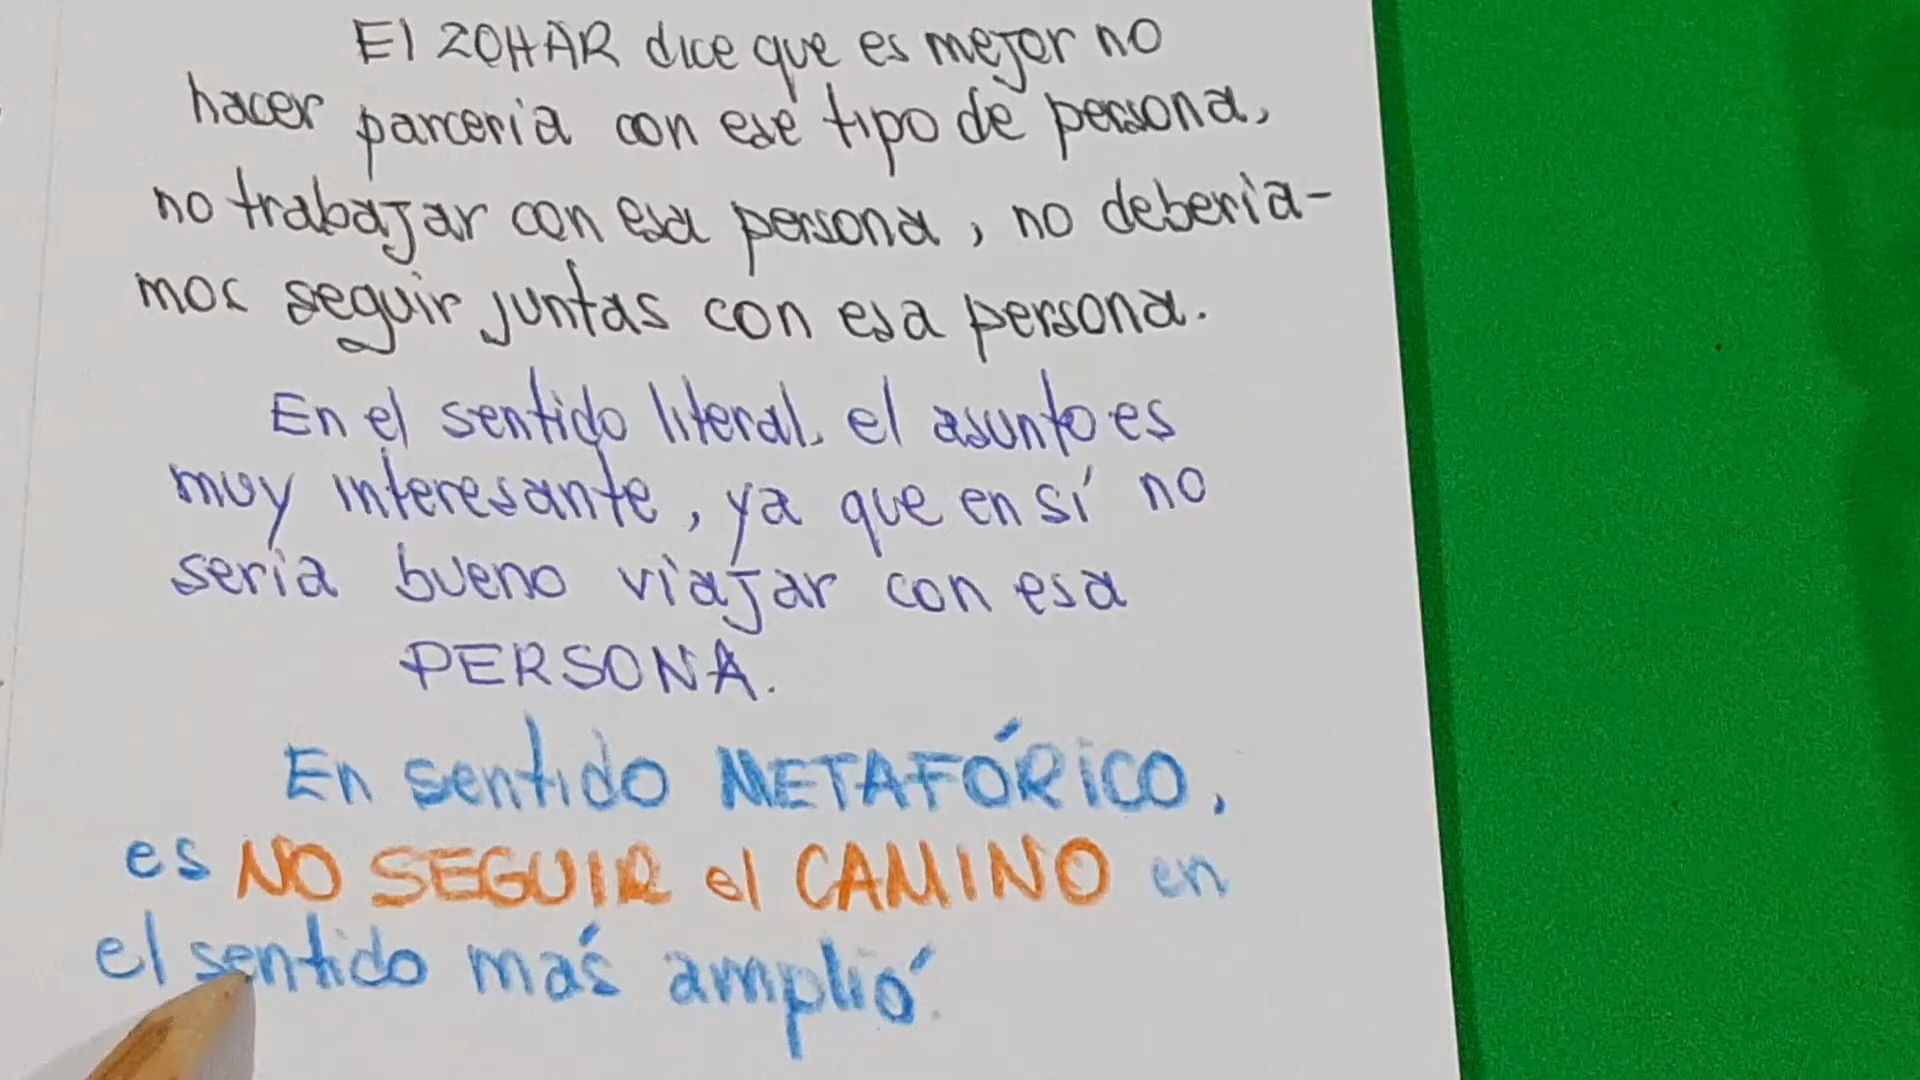 El ZOHAR dice que es mejor no
hacer parceria con ese tipo de persona,
no trabajar con esa persona, no deberia-
mos seguir juntas con esa persona.
En el sentido literal, el asunto es
muy interesante, ya que en sí no
seria bueno viajar con esa
PERSONA.
En sentido METAFÓRICO,
es NO SEGUIR el CAMINO en
el sentido más amplió.